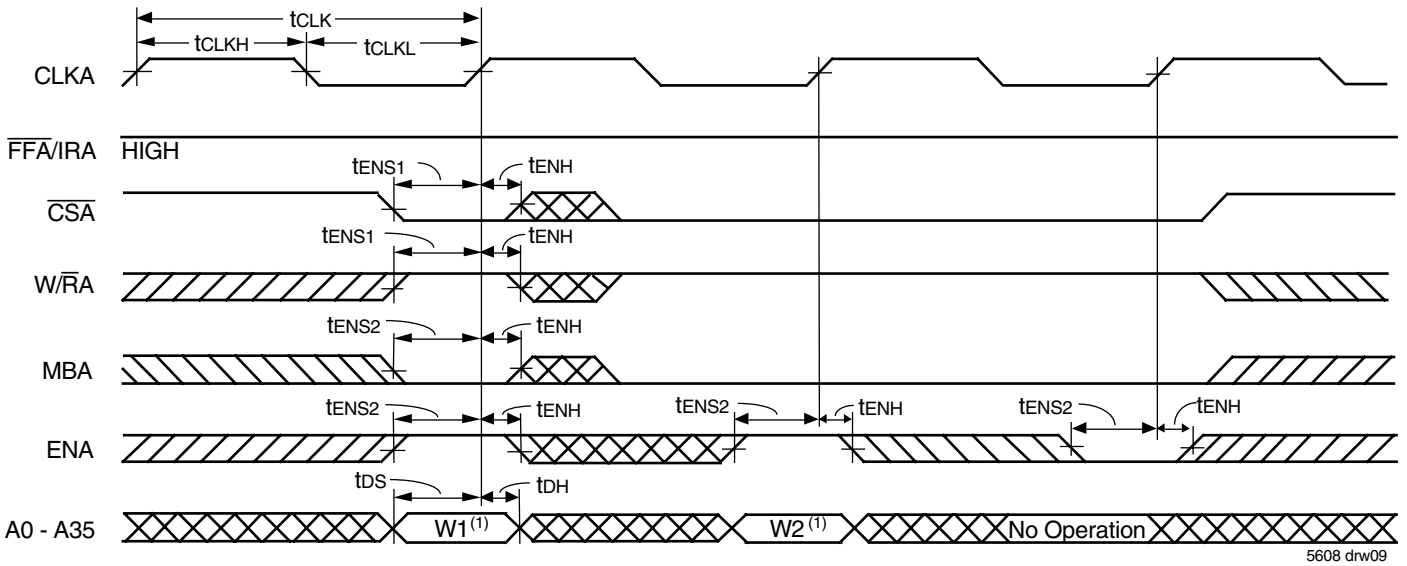 tCLK
tCLKH tCLKL
CLKA
FFA/IRA HIGH
tENS1 tENH
CSA
tENS1 tENH
W/RA
tENS2 tENH
MBA
tENS2 tENH tENS2 tENH tENS2 tENH
ENA
tDS tDH
A0 - A35 W1(1) W2(1) No Operation
5608 drw09